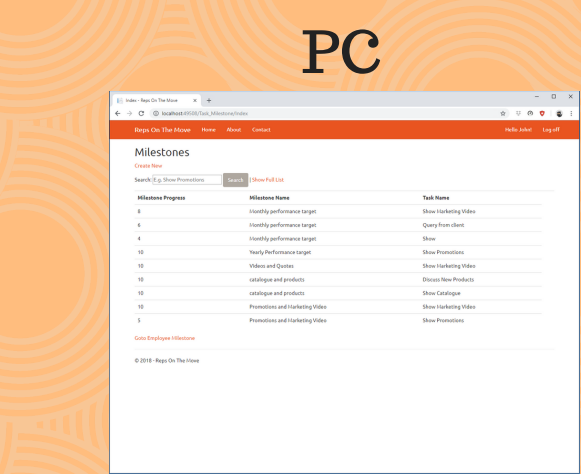 PC
Index - Reps On The Move
localhost:49508/Task_Milestone/Index
Reps On The Move Home About Contact Hello Joliet Log off
Milestones
Create New
Search: E.g. Show Promotions Search | Show Full List
Milestone Progress Milestone Name Task Name
8 Monthly performance target Show Marketing Video
6 Monthly performance target Query from client
4 Monthly performance target Show
10 Yearly Performance target Show Promotions
10 Videos and Quotes Show Marketing Video
10 catalogue and products Discuss New Products
10 catalogue and products Show Catalogue
10 Promotions and Marketing Video Show Marketing Video
5 Promotions and Marketing Video Show Promotions
Goto Employee Milestone
© 2018 - Reps On The Move